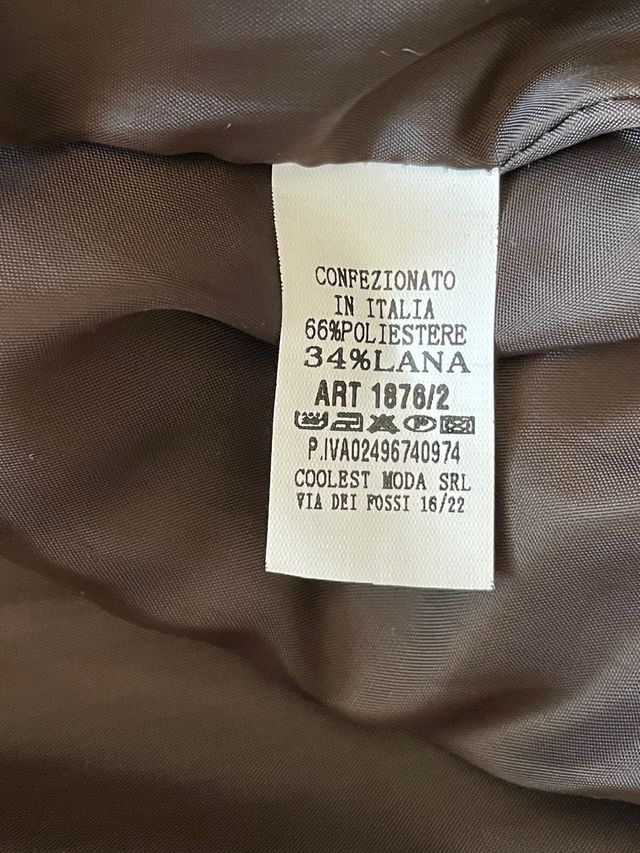 CONFEZIONATO
IN ITALIA
66%POLIESTERE
34%LANA
ART 1876/2
P.IVA02496740974
COOLEST MODA SRL
VIA DEI FOSSI 16/22